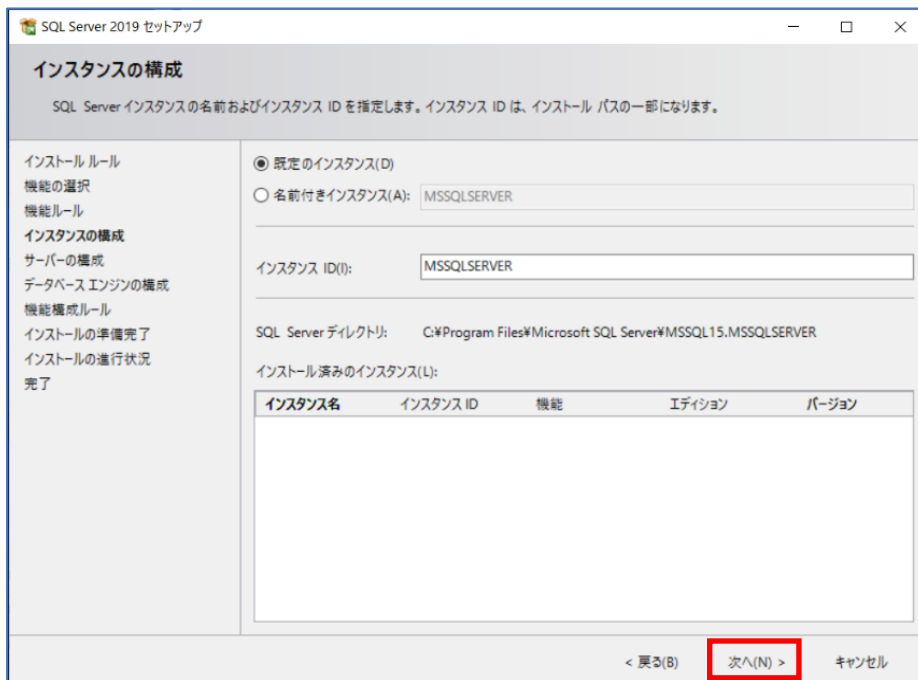 SQL Server 2019 セットアップ
インスタンスの構成
SQL Server インスタンスの名前およびインスタンス ID を指定します。インスタンス ID は、インストール パスの一部になります。
インストール ルール
機能の選択
機能ルール
インスタンスの構成
サーバーの構成
データベース エンジンの構成
機能構成ルール
インストールの準備完了
インストールの進行状況
完了
既定のインスタンス(D)
名前付きインスタンス(A): MSSQLSERVER
インスタンス ID(I): MSSQLSERVER
SQL Server ディレクトリ: C:¥Program Files¥Microsoft SQL Server¥MSSQL15.MSSQLSERVER
インストール済みのインスタンス(L):
インスタンス名 インスタンス ID 機能 エディション バージョン
< 戻る(B) 次へ(N) > キャンセル